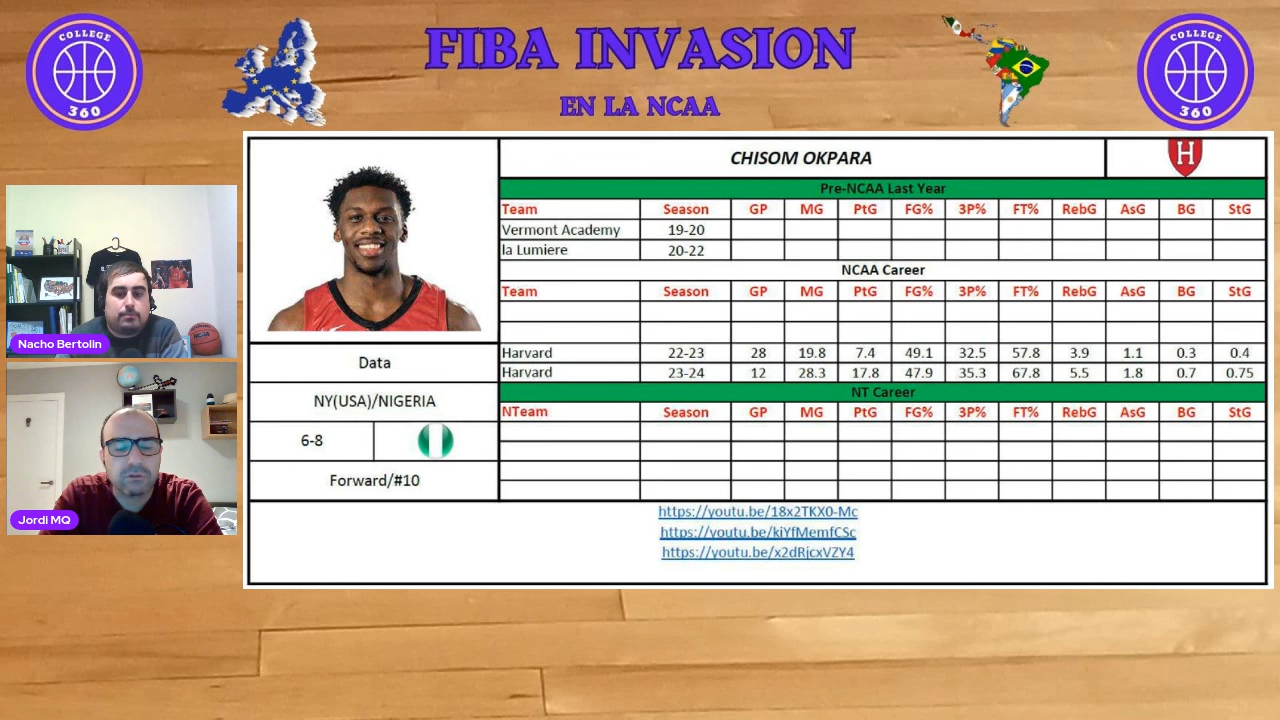 COLLEGE
360
FIBA INVASION
EN LA NCAA
COLLEGE
360
Nacho Bertolin
Jordi MQ
CHISOM OKPARA
H
Pre-NCAA Last Year
Team Season GP MG PtG FG% 3P% FT% RebG AsG BG StG
Vermont Academy 19-20
la Lumiere 20-22
NCAA Career
Team Season GP MG PtG FG% 3P% FT% RebG AsG BG StG
Harvard 22-23 28 19.8 7.4 49.1 32.5 57.8 3.9 1.1 0.3 0.4
Harvard 23-24 12 28.3 17.8 47.9 35.3 67.8 5.5 1.8 0.7 0.75
NT Career
NTeam Season GP MG PtG FG% 3P% FT% RebG AsG BG StG
Data
NY(USA)/NIGERIA
6-8
Forward/#10
https://youtu.be/18x2TKX0-Mc
https://youtu.be/kiYfMemfCSc
https://youtu.be/x2dRjcxVZY4